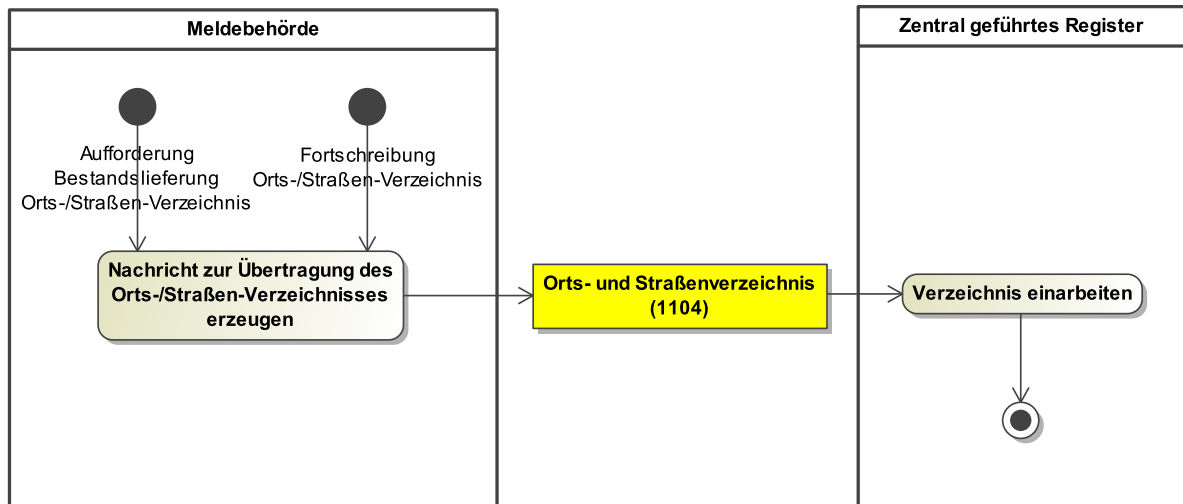 Meldebehörde
Zentral geführtes Register
Aufforderung
Bestandslieferung
Orts-/Straßen-Verzeichnis
Fortschreibung
Orts-/Straßen-Verzeichnis
Nachricht zur Übertragung des
Orts-/Straßen-Verzeichnisses
erzeugen
Orts- und Straßenverzeichnis
(1104)
Verzeichnis einarbeiten